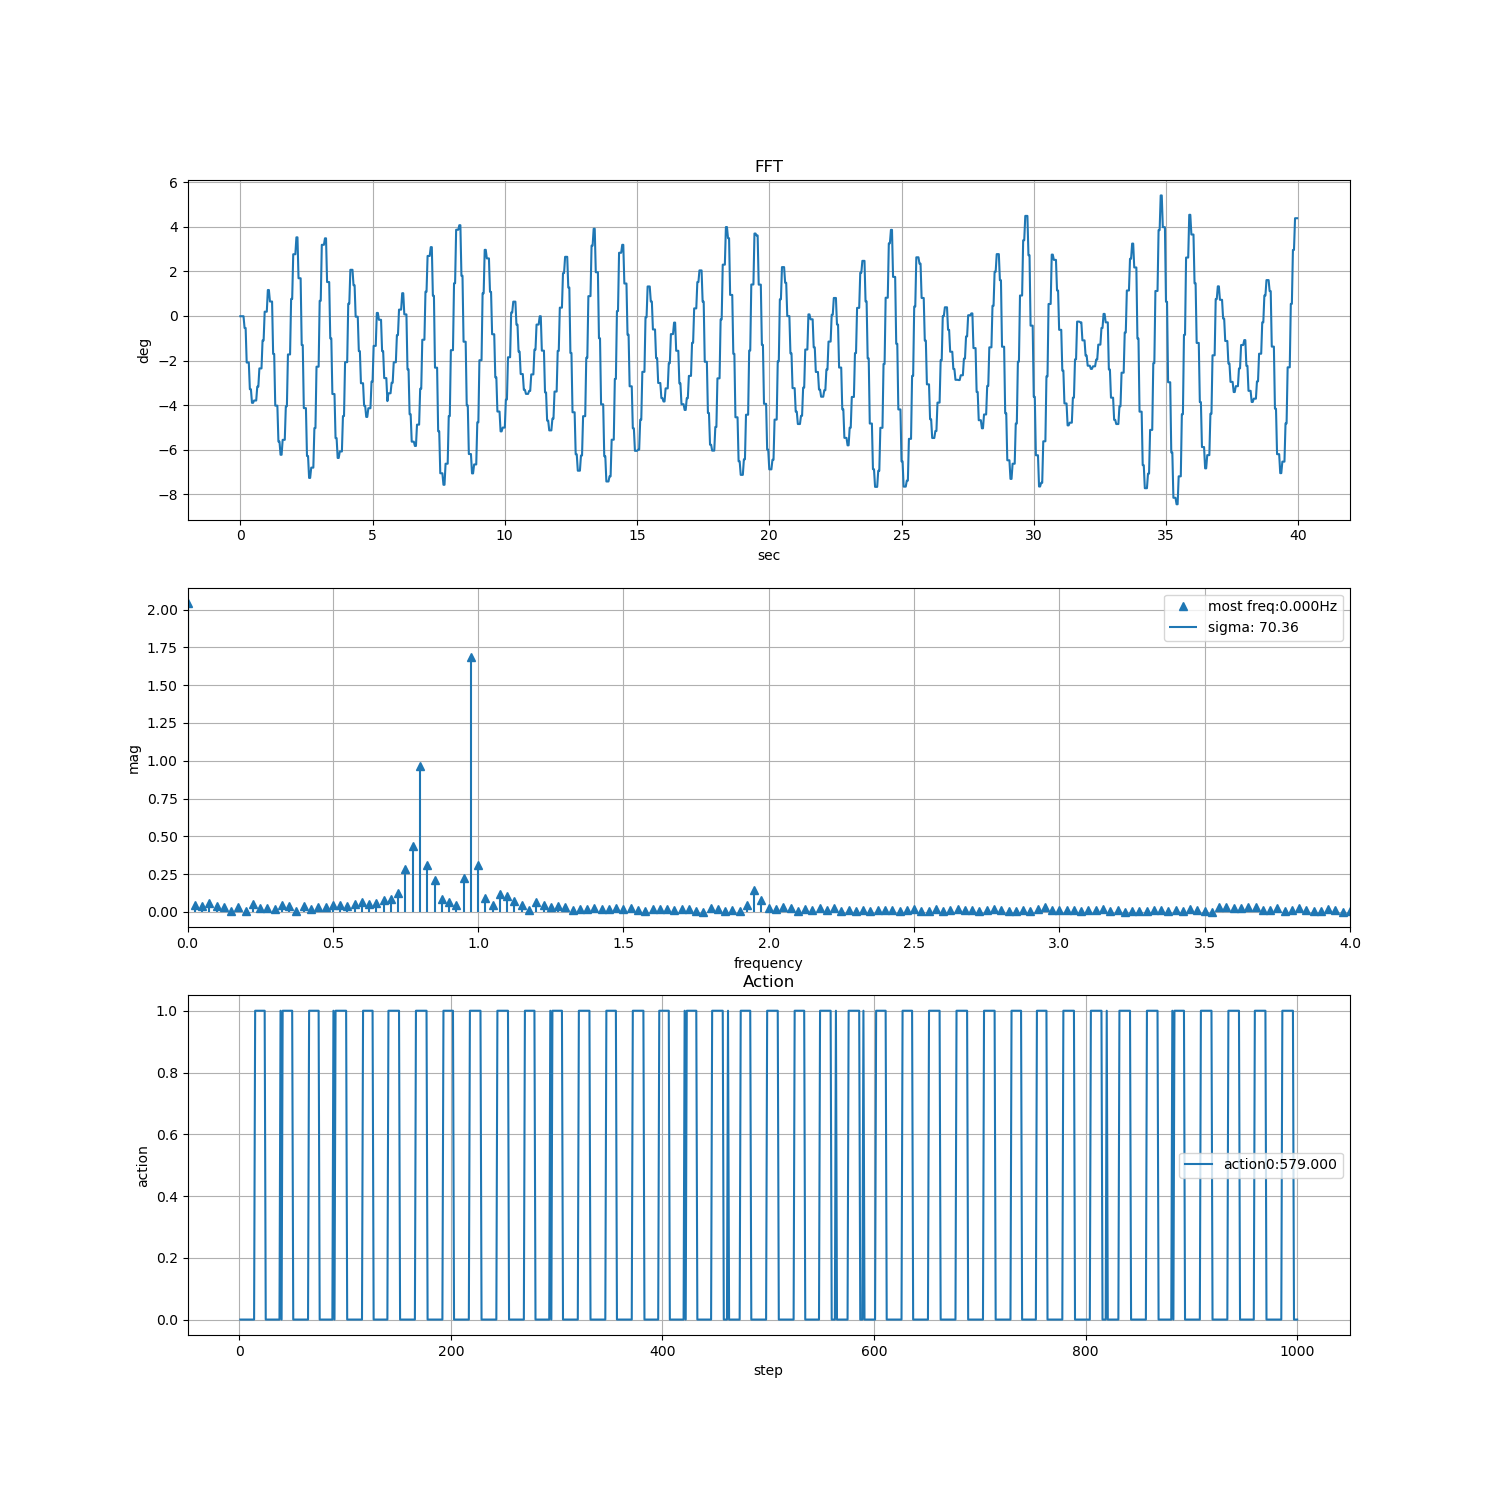 FFT
6
4
2
0
−2
−4
−6
−8
deg
0 5 10 15 20 25 30 35 40
sec
most freq:0.000Hz
sigma: 70.36
2.00
1.75
1.50
1.25
1.00
0.75
0.50
0.25
0.00
mag
0.0 0.5 1.0 1.5 2.0 2.5 3.0 3.5 4.0
frequency
Action
1.0
0.8
0.6
0.4
0.2
0.0
action
action0:579.000
0 200 400 600 800 1000
step